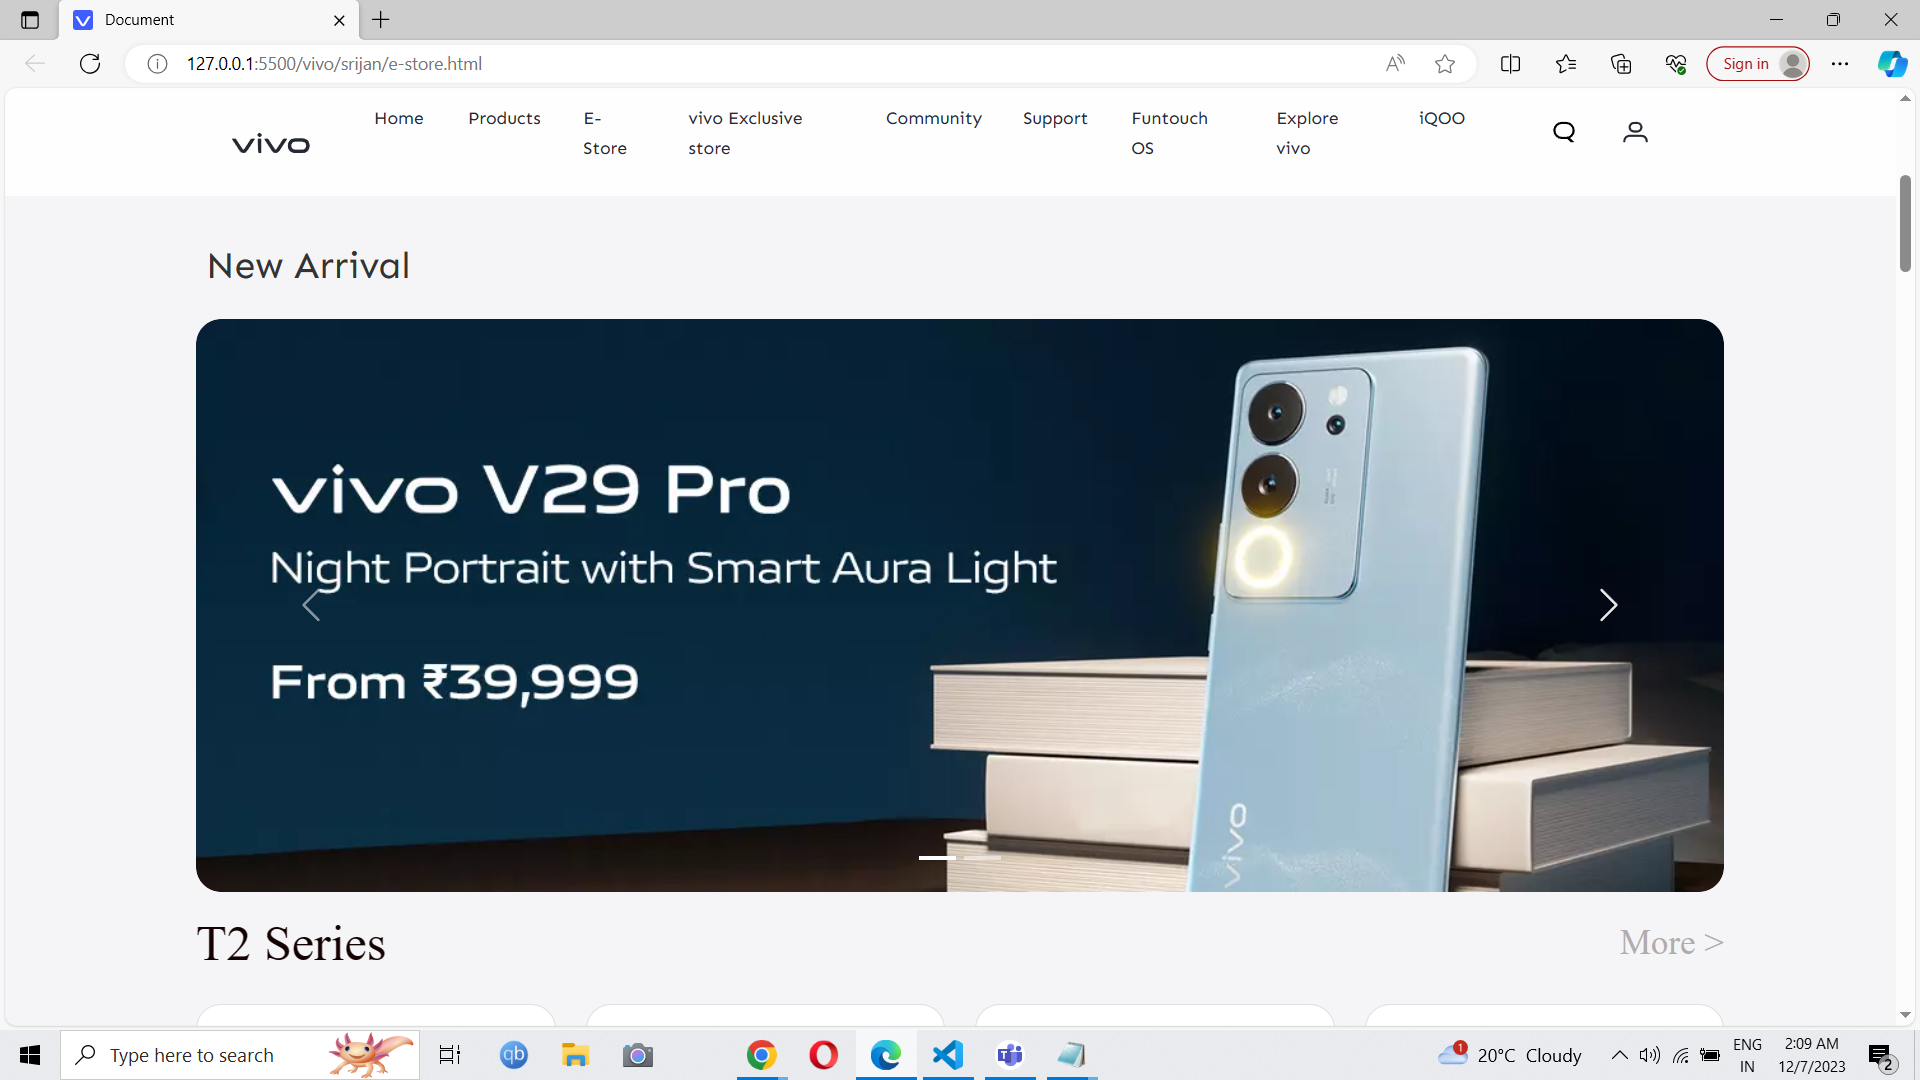 Document
127.0.0.1:5500/vivo/srijan/e-store.html
Sign in
vivo
Home
Products
E-
Store
vivo Exclusive
store
Community
Support
Funtouch
OS
Explore
vivo
iQOO
New Arrival
vivo V29 Pro
Night Portrait with Smart Aura Light
From ₹39,999
vivo
T2 Series
More >
Type here to search
qb
1
20°C Cloudy
ENG
IN
2:09 AM
12/7/2023
2